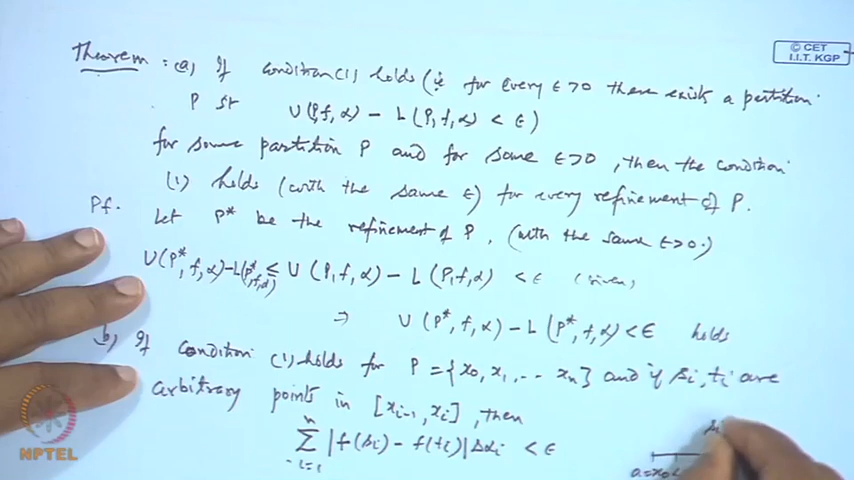 © CET
I.I.T. KGP
Theorem : (a) If condition (1) holds (ie for every ε>0 there exists a partition
P st U(P,f,α) - L(P,f,α) < ε)
for some partition P and for some ε>0, then the condition
(1) holds (with the same ε) for every refinement of P.
Pf. Let P* be the refinement of P, (with the same ε>0.)
U(P*,f,α)-L(P*,f,α) ≤ U(P,f,α) - L(P,f,α) < ε (given)
⇒ U(P*,f,α) - L(P*,f,α) < ε holds
b) If Condition (1) holds for P = {x0, x1, ... xn} and if si, ti are
arbitrary points in [xi-1, xi], then
n∑i=1 |f(si) - f(ti)| Δαi < ε
a=x0
NPTEL